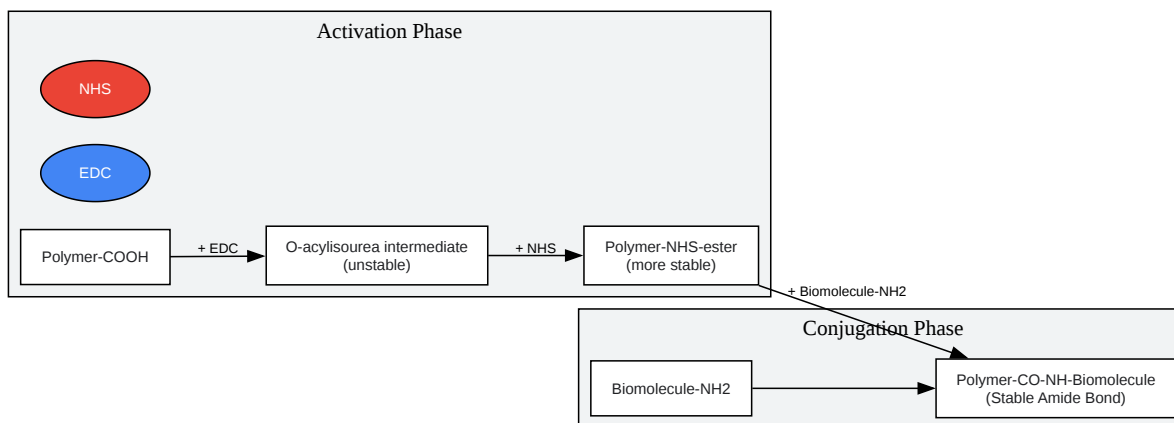 Activation Phase
NHS
EDC
Polymer-COOH
+ EDC
O-acylisourea intermediate
(unstable)
+ NHS
Polymer-NHS-ester
(more stable)
+ Biomolecule-NH2
Conjugation Phase
Biomolecule-NH2
Polymer-CO-NH-Biomolecule
(Stable Amide Bond)